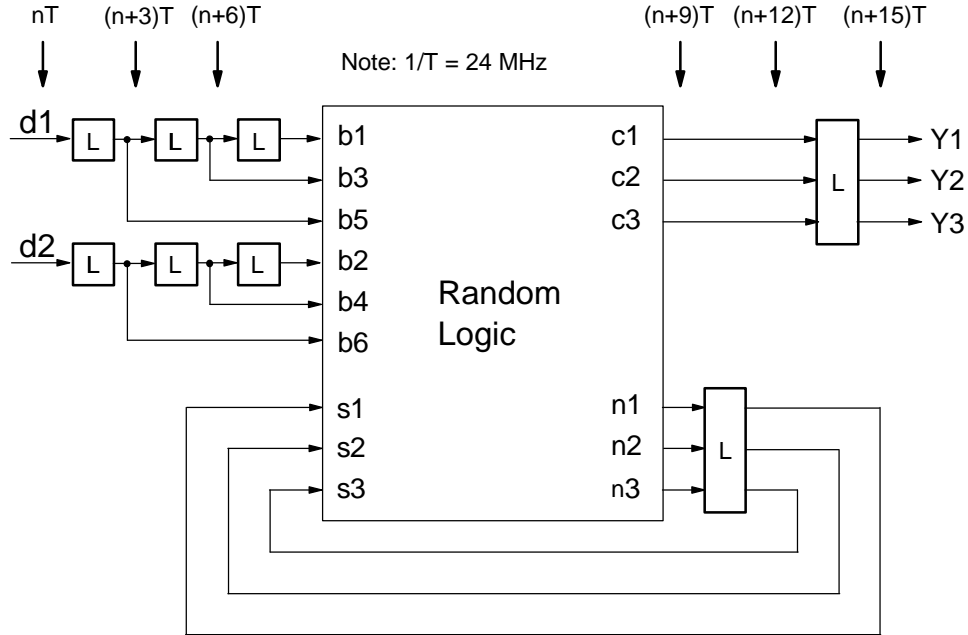 nT (n+3)T (n+6)T (n+9)T (n+12)T (n+15)T
Note: 1/T = 24 MHz
d1 L L L b1 c1 Y1
b3 c2 L Y2
b5 c3 Y3
d2 L L L b2
b4 Random
Logic
b6
s1 n1
s2 n2 L
s3 n3